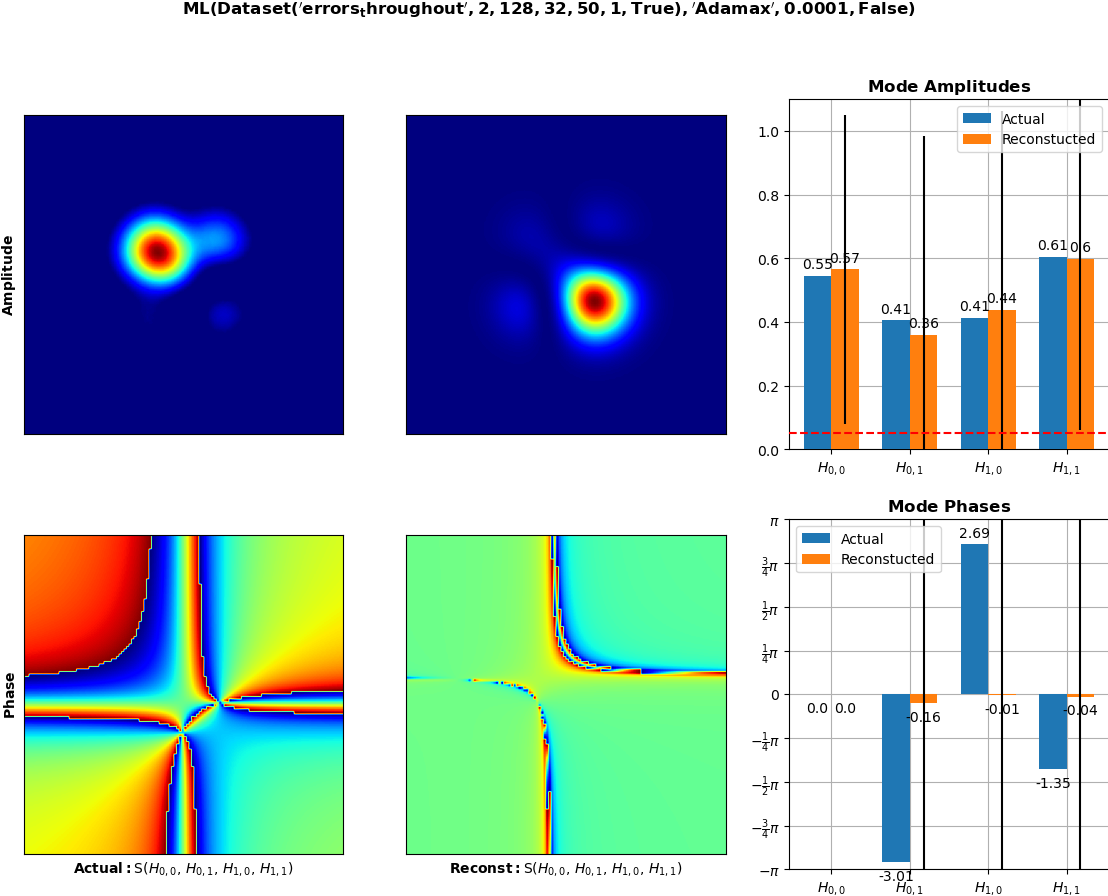 ML(Dataset('errors_throughout', 2, 128, 32, 50, 1, True), 'Adamax', 0.0001, False)
Mode Amplitudes
Amplitude
Actual
Reconstucted
1.0
0.8
0.6
0.4
0.2
0.0
0.55 0.57 0.41 0.36 0.41 0.44 0.61 0.6
H0,0 H0,1 H1,0 H1,1
Mode Phases
Phase
Actual
Reconstucted
π
3/4π
1/2π
1/4π
0
−1/4π
−1/2π
−3/4π
−π
0.0 0.0 -3.01 -0.16 2.69 -0.01 -1.35 -0.04
H0,0 H0,1 H1,0 H1,1
Actual: S(H0,0, H0,1, H1,0, H1,1)
Reconst: S(H0,0, H0,1, H1,0, H1,1)